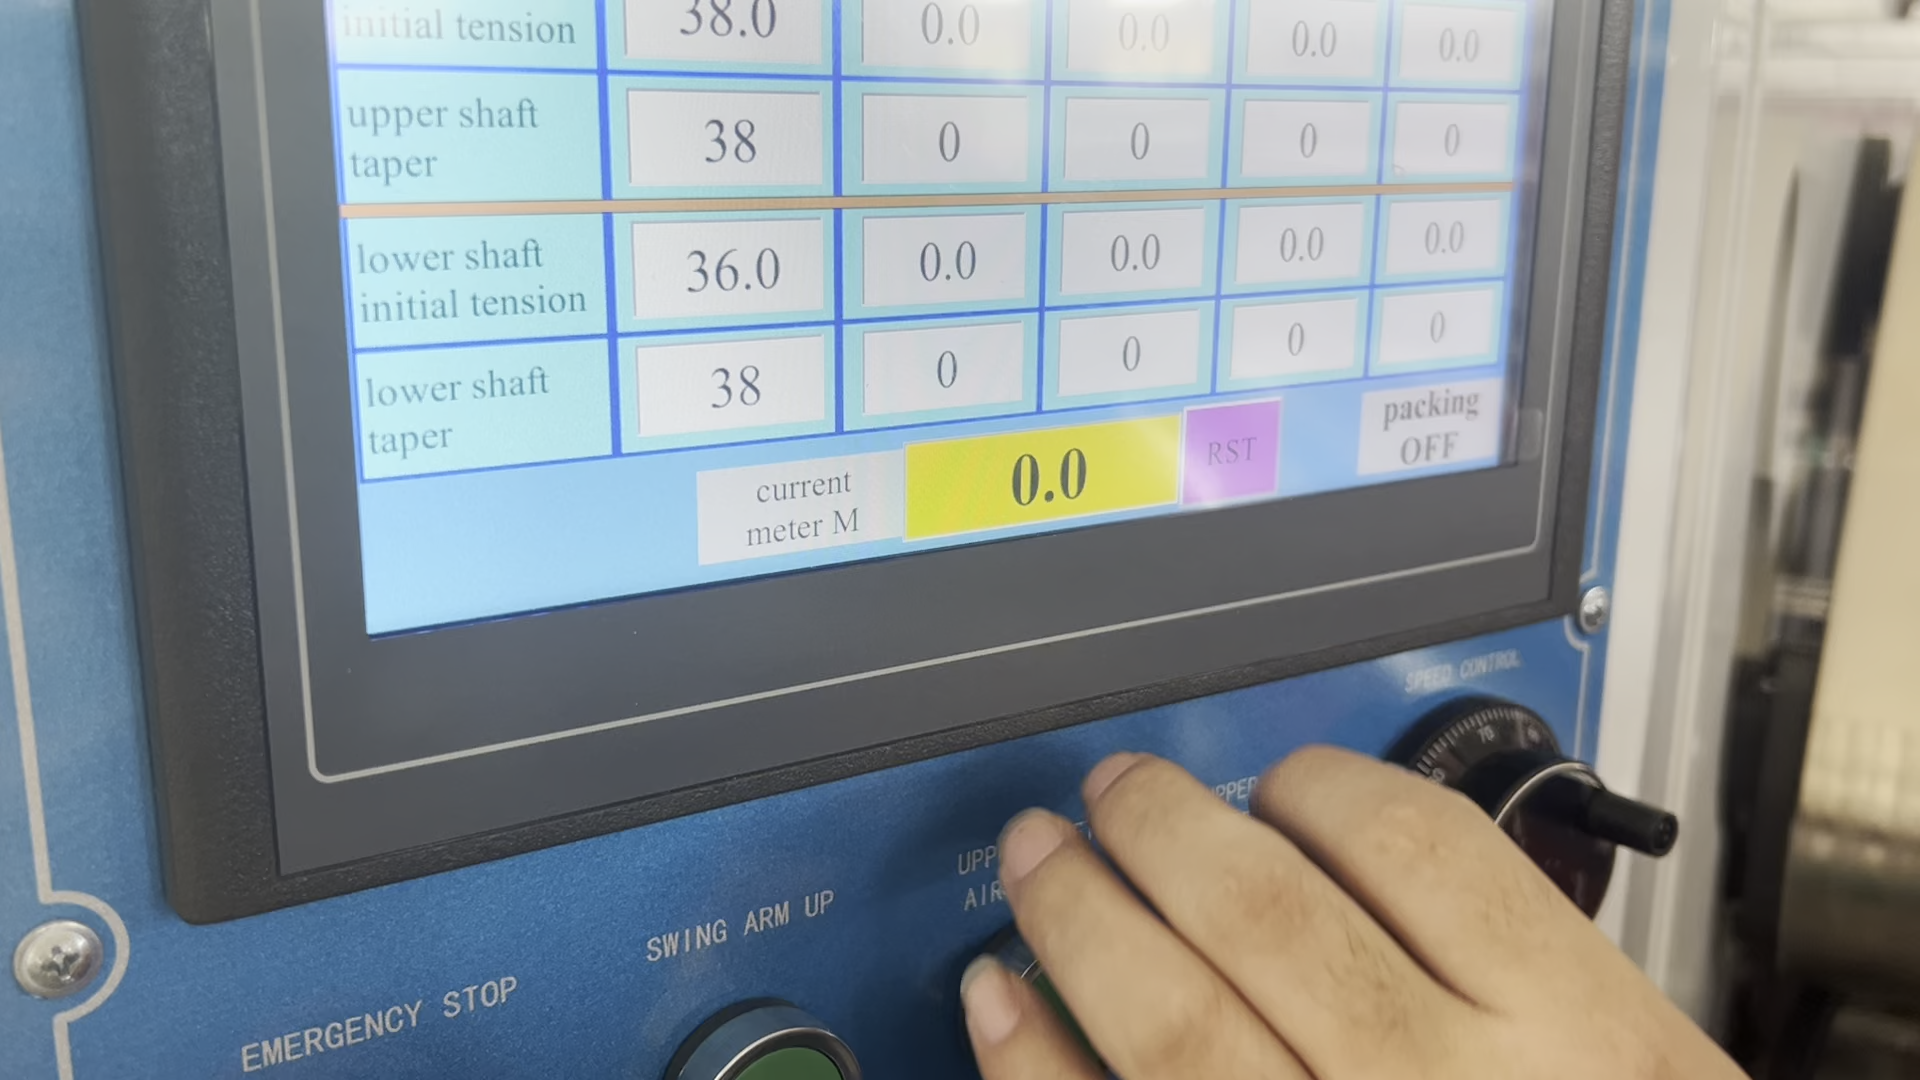 initial tension 38.0 0.0 0.0 0.0 0.0
upper shaft
taper
38 0 0 0 0
lower shaft
initial tension
36.0 0.0 0.0 0.0 0.0
lower shaft
taper
38 0 0 0 0
current
meter M
0.0
RST
packing
OFF
SPEED CONTROL
70
AIR
SWING ARM UP
EMERGENCY STOP